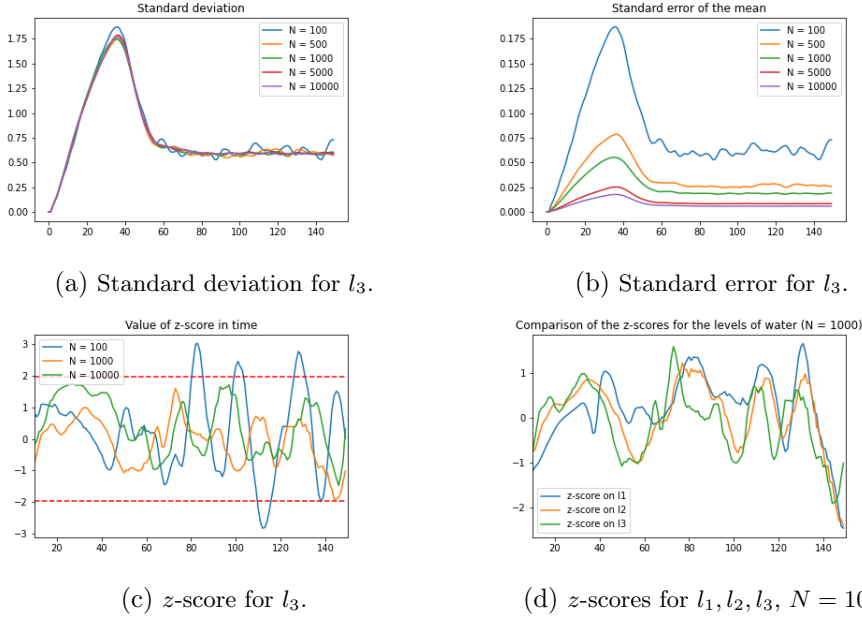 Standard deviation
N = 100
N = 500
N = 1000
N = 5000
N = 10000
1.75
1.50
1.25
1.00
0.75
0.50
0.25
0.00
0 20 40 60 80 100 120 140
(a) Standard deviation for l₃.
Standard error of the mean
N = 100
N = 500
N = 1000
N = 5000
N = 10000
0.175
0.150
0.125
0.100
0.075
0.050
0.025
0.000
0 20 40 60 80 100 120 140
(b) Standard error for l₃.
Value of z-score in time
N = 100
N = 1000
N = 10000
3
2
1
0
−1
−2
−3
20 40 60 80 100 120 140
(c) z-score for l₃.
Comparison of the z-scores for the levels of water (N = 1000)
1
0
−1
−2
z-score on l1
z-score on l2
z-score on l3
20 40 60 80 100 120 140
(d) z-scores for l₁, l₂, l₃, N = 10